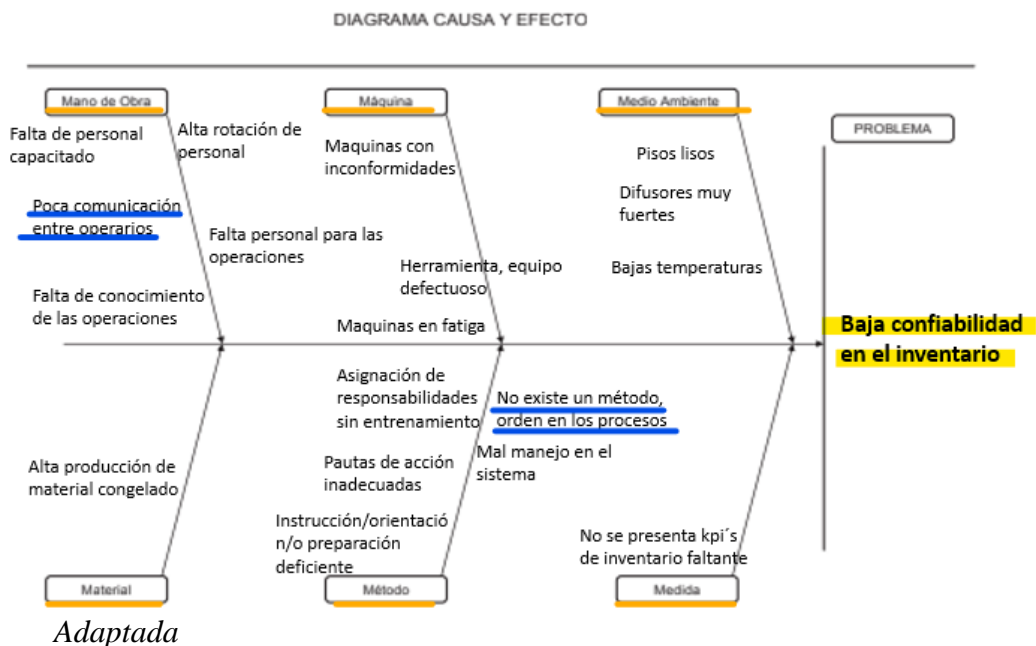 DIAGRAMA CAUSA Y EFECTO
Mano de Obra
Máquina
Medio Ambiente
PROBLEMA
Falta de personal
capacitado
Alta rotación de
personal
Poca comunicación
entre operarios
Falta personal para las
operaciones
Falta de conocimiento
de las operaciones
Maquinas con
inconformidades
Herramienta, equipo
defectuoso
Maquinas en fatiga
Pisos lisos
Difusores muy
fuertes
Bajas temperaturas
Baja confiabilidad
en el inventario
Alta producción de
material congelado
Asignación de
responsabilidades
sin entrenamiento
No existe un método,
orden en los procesos
Pautas de acción
inadecuadas
Mal manejo en el
sistema
Instrucción/orientació
n/o preparación
deficiente
No se presenta kpi´s
de inventario faltante
Material
Método
Medida
Adaptada